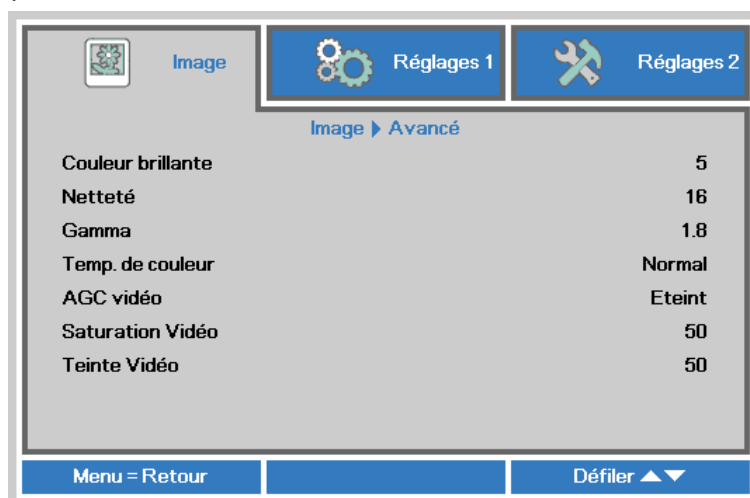 Image
Réglages 1
Réglages 2
Image ▶ Avancé
Couleur brillante 5
Netteté 16
Gamma 1.8
Temp. de couleur Normal
AGC vidéo Eteint
Saturation Vidéo 50
Teinte Vidéo 50
Menu = Retour
Défiler ▲▼